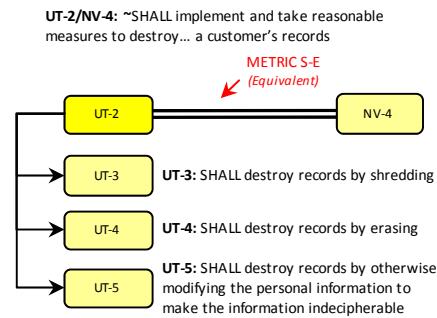 UT-2/NV-4: ~SHALL implement and take reasonable
measures to destroy… a customer's records
METRIC S-E
(Equivalent)
UT-2
NV-4
UT-3
UT-3: SHALL destroy records by shredding
UT-4
UT-4: SHALL destroy records by erasing
UT-5
UT-5: SHALL destroy records by otherwise
modifying the personal information to
make the information indecipherable